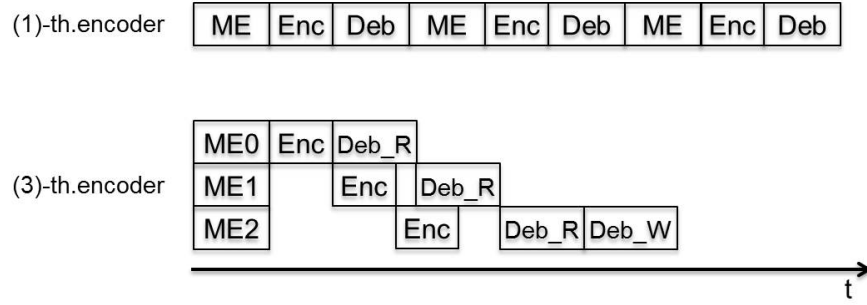 (1)-th.encoder ME Enc Deb ME Enc Deb ME Enc Deb
ME0 Enc Deb_R
(3)-th.encoder ME1 Enc Deb_R
ME2 Enc Deb_R Deb_W
t